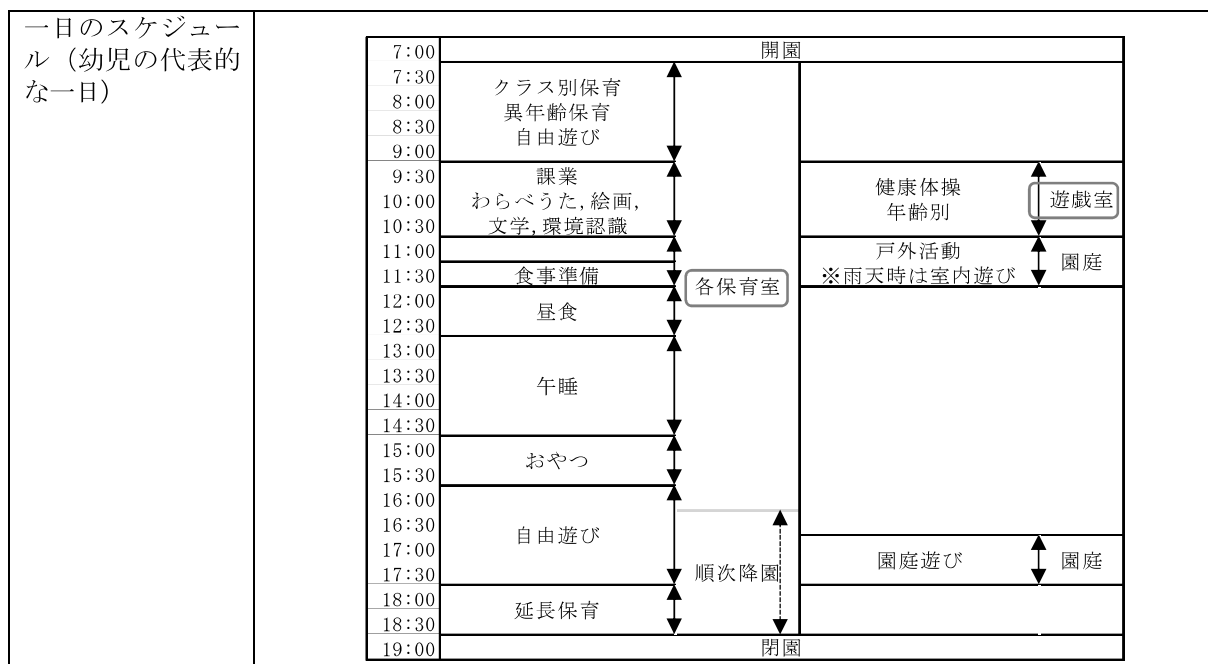 一日のスケジュー
ル（幼児の代表的
な一日）
7:00 開園
7:30
8:00
8:30
9:00
クラス別保育
異年齢保育
自由遊び
9:30
10:00
10:30
課業
わらべうた,絵画,
文学,環境認識
健康体操
年齢別
遊戯室
11:00
11:30
食事準備
戸外活動
※雨天時は室内遊び
園庭
各保育室
12:00
12:30
昼食
13:00
13:30
14:00
14:30
午睡
15:00
15:30
おやつ
16:00
16:30
17:00
17:30
自由遊び
順次降園
園庭遊び
園庭
18:00
18:30
延長保育
19:00 閉園